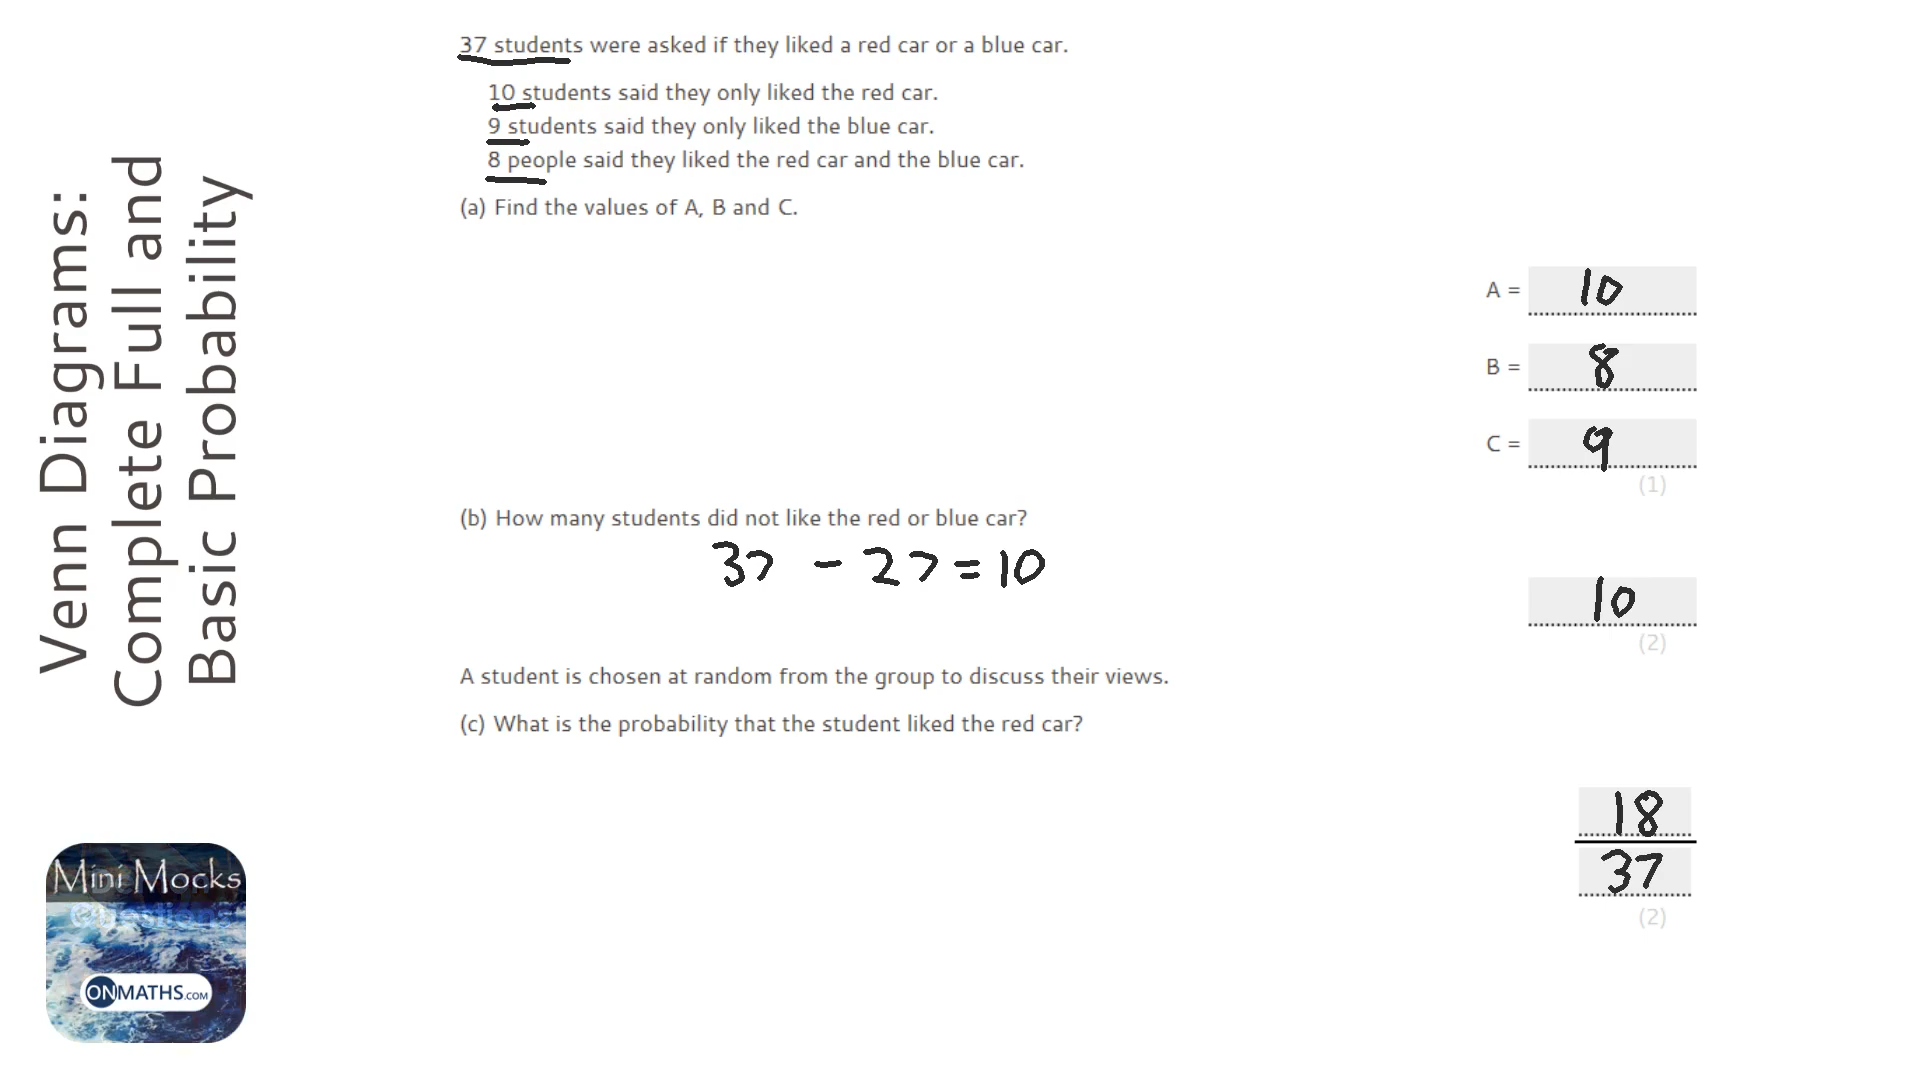 Venn Diagrams:
Complete Full and
Basic Probability
37 students were asked if they liked a red car or a blue car.
10 students said they only liked the red car.
9 students said they only liked the blue car.
8 people said they liked the red car and the blue car.
(a) Find the values of A, B and C.
A = 10
B = 8
C = 9
(1)
(b) How many students did not like the red or blue car?
37 - 27 = 10
10
(2)
A student is chosen at random from the group to discuss their views.
(c) What is the probability that the student liked the red car?
18
37
(2)
Mini Mocks
ONMATHS.COM